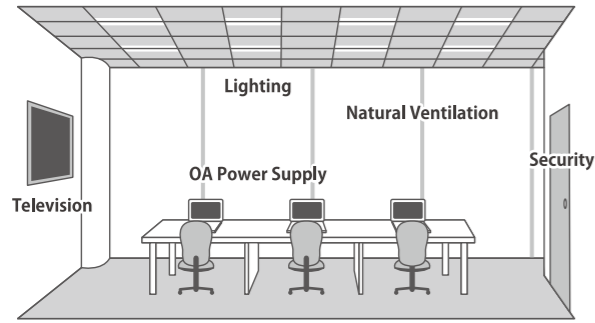 Lighting
Natural Ventilation
Security
OA Power Supply
Television